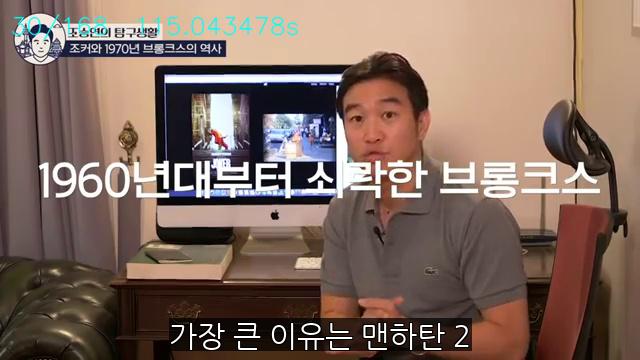 30/168 115.043478s
조승연의 탐구생활
조커와 1970년 브롱크스의 역사
JOKER
1960년대부터 쇠락한 브롱크스
가장 큰 이유는 맨하탄 2